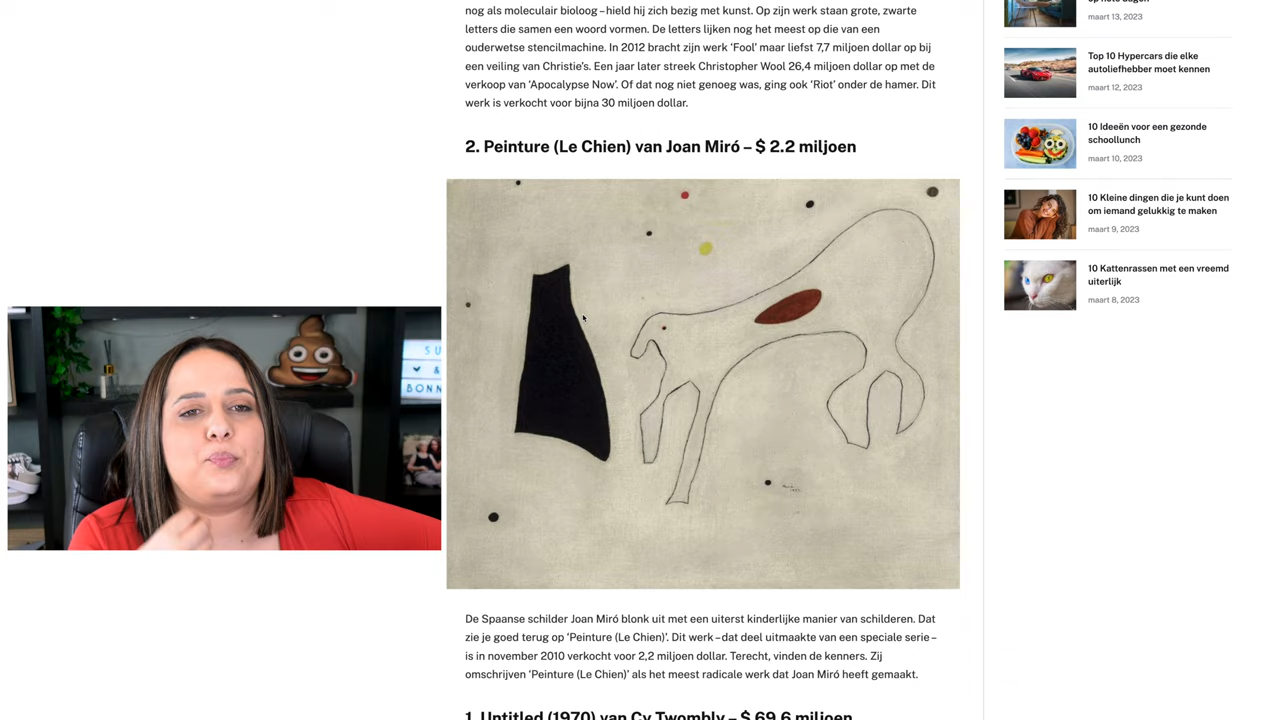 nog als moleculair bioloog – hield hij zich bezig met kunst. Op zijn werk staan grote, zwarte
letters die samen een woord vormen. De letters lijken nog het meest op die van een
ouderwetse stencilmachine. In 2012 bracht zijn werk ‘Fool’ maar liefst 7,7 miljoen dollar op bij
een veiling van Christie’s. Een jaar later streek Christopher Wool 26,4 miljoen dollar op met de
verkoop van ‘Apocalypse Now’. Of dat nog niet genoeg was, ging ook ‘Riot’ onder de hamer. Dit
werk is verkocht voor bijna 30 miljoen dollar.
2. Peinture (Le Chien) van Joan Miró – $ 2.2 miljoen
SU
&
BONN
De Spaanse schilder Joan Miró blonk uit met een uiterst kinderlijke manier van schilderen. Dat
zie je goed terug op ‘Peinture (Le Chien)’. Dit werk – dat deel uitmaakte van een speciale serie –
is in november 2010 verkocht voor 2,2 miljoen dollar. Terecht, vinden de kenners. Zij
omschrijven ‘Peinture (Le Chien)’ als het meest radicale werk dat Joan Miró heeft gemaakt.
1. Untitled (1970) van Cy Twombly – $ 69.6 miljoen
maart 13, 2023
Top 10 Hypercars die elke
autoliefhebber moet kennen
maart 12, 2023
10 Ideeën voor een gezonde
schoollunch
maart 10, 2023
10 Kleine dingen die je kunt doen
om iemand gelukkig te maken
maart 9, 2023
10 Kattenrassen met een vreemd
uiterlijk
maart 8, 2023